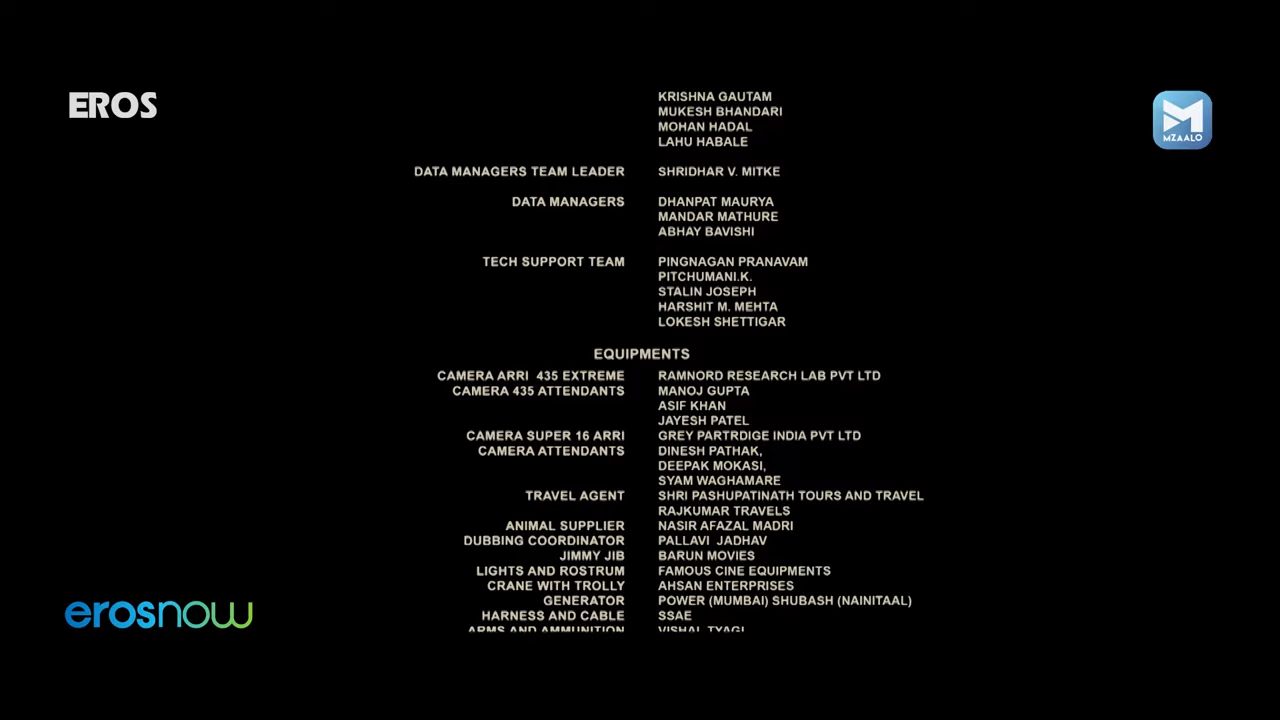 EROS
MZAALO
KRISHNA GAUTAM
MUKESH BHANDARI
MOHAN HADAL
LAHU HABALE
DATA MANAGERS TEAM LEADER SHRIDHAR V. MITKE
DATA MANAGERS DHANPAT MAURYA
MANDAR MATHURE
ABHAY BAVISHI
TECH SUPPORT TEAM PINGNAGAN PRANAVAM
PITCHUMANI.K.
STALIN JOSEPH
HARSHIT M. MEHTA
LOKESH SHETTIGAR
EQUIPMENTS
CAMERA ARRI 435 EXTREME RAMNORD RESEARCH LAB PVT LTD
CAMERA 435 ATTENDANTS MANOJ GUPTA
ASIF KHAN
JAYESH PATEL
CAMERA SUPER 16 ARRI GREY PARTRDIGE INDIA PVT LTD
CAMERA ATTENDANTS DINESH PATHAK,
DEEPAK MOKASI,
SYAM WAGHAMARE
TRAVEL AGENT SHRI PASHUPATINATH TOURS AND TRAVEL
RAJKUMAR TRAVELS
ANIMAL SUPPLIER NASIR AFAZAL MADRI
DUBBING COORDINATOR PALLAVI JADHAV
JIMMY JIB BARUN MOVIES
LIGHTS AND ROSTRUM FAMOUS CINE EQUIPMENTS
CRANE WITH TROLLY AHSAN ENTERPRISES
GENERATOR POWER (MUMBAI) SHUBASH (NAINITAAL)
HARNESS AND CABLE SSAE
ARMS AND AMMUNITION VISHAL TYAGI
erosnow